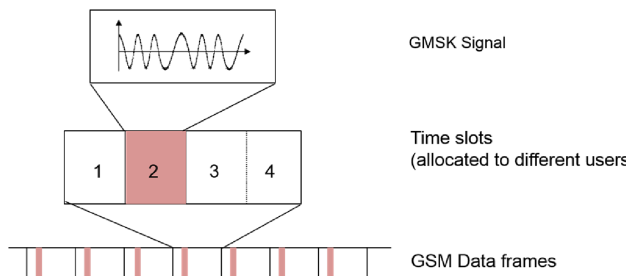 GMSK Signal
Time slots
(allocated to different users
1 2 3 4
GSM Data frames